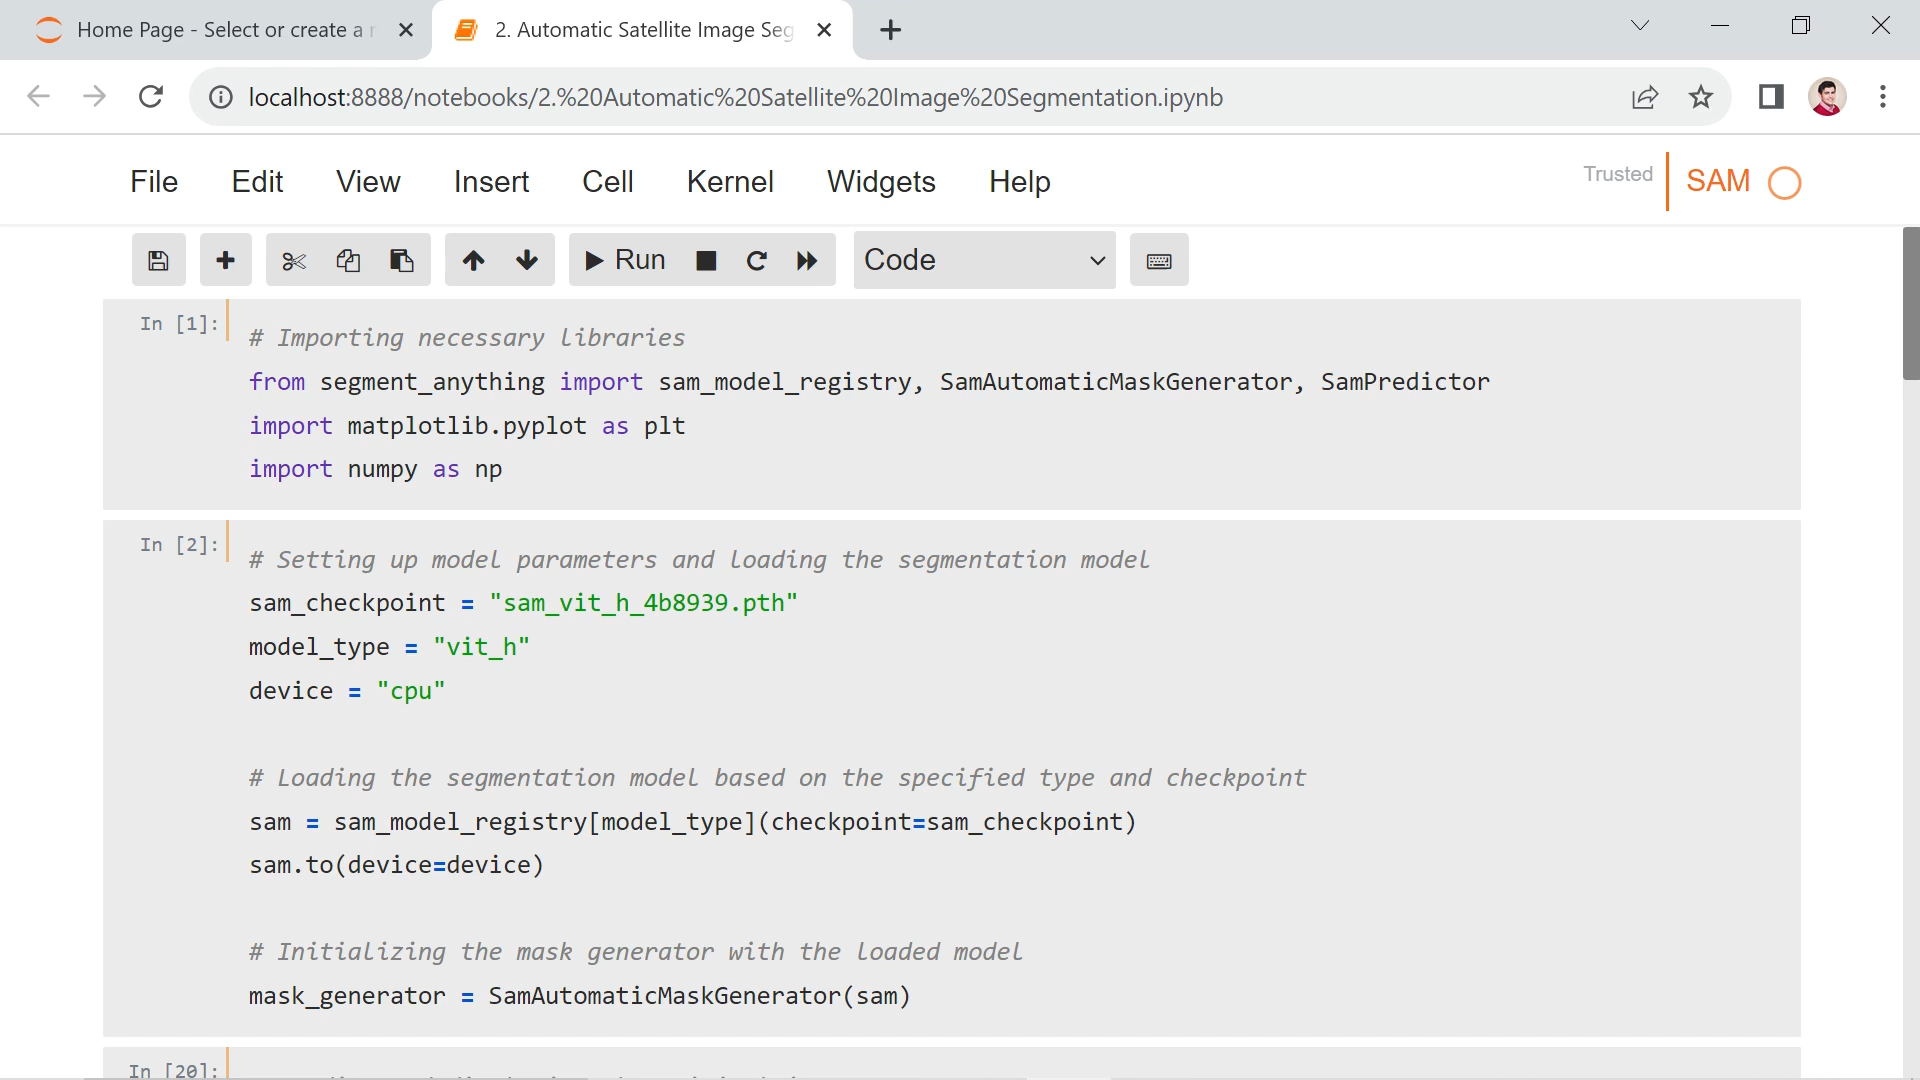 Home Page - Select or create a
2. Automatic Satellite Image Seg
localhost:8888/notebooks/2.%20Automatic%20Satellite%20Image%20Segmentation.ipynb
File Edit View Insert Cell Kernel Widgets Help Trusted SAM
Run Code
In [1]:
# Importing necessary libraries
from segment_anything import sam_model_registry, SamAutomaticMaskGenerator, SamPredictor
import matplotlib.pyplot as plt
import numpy as np
In [2]:
# Setting up model parameters and loading the segmentation model
sam_checkpoint = "sam_vit_h_4b8939.pth"
model_type = "vit_h"
device = "cpu"
# Loading the segmentation model based on the specified type and checkpoint
sam = sam_model_registry[model_type](checkpoint=sam_checkpoint)
sam.to(device=device)
# Initializing the mask generator with the loaded model
mask_generator = SamAutomaticMaskGenerator(sam)
In [20]: